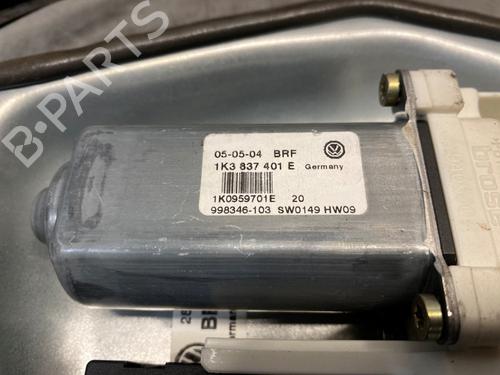 B-PARTS
05-05-04 BRF
1K3 837 401 E Germany
1K0959701E 20
998346-103 SW0149 HW09